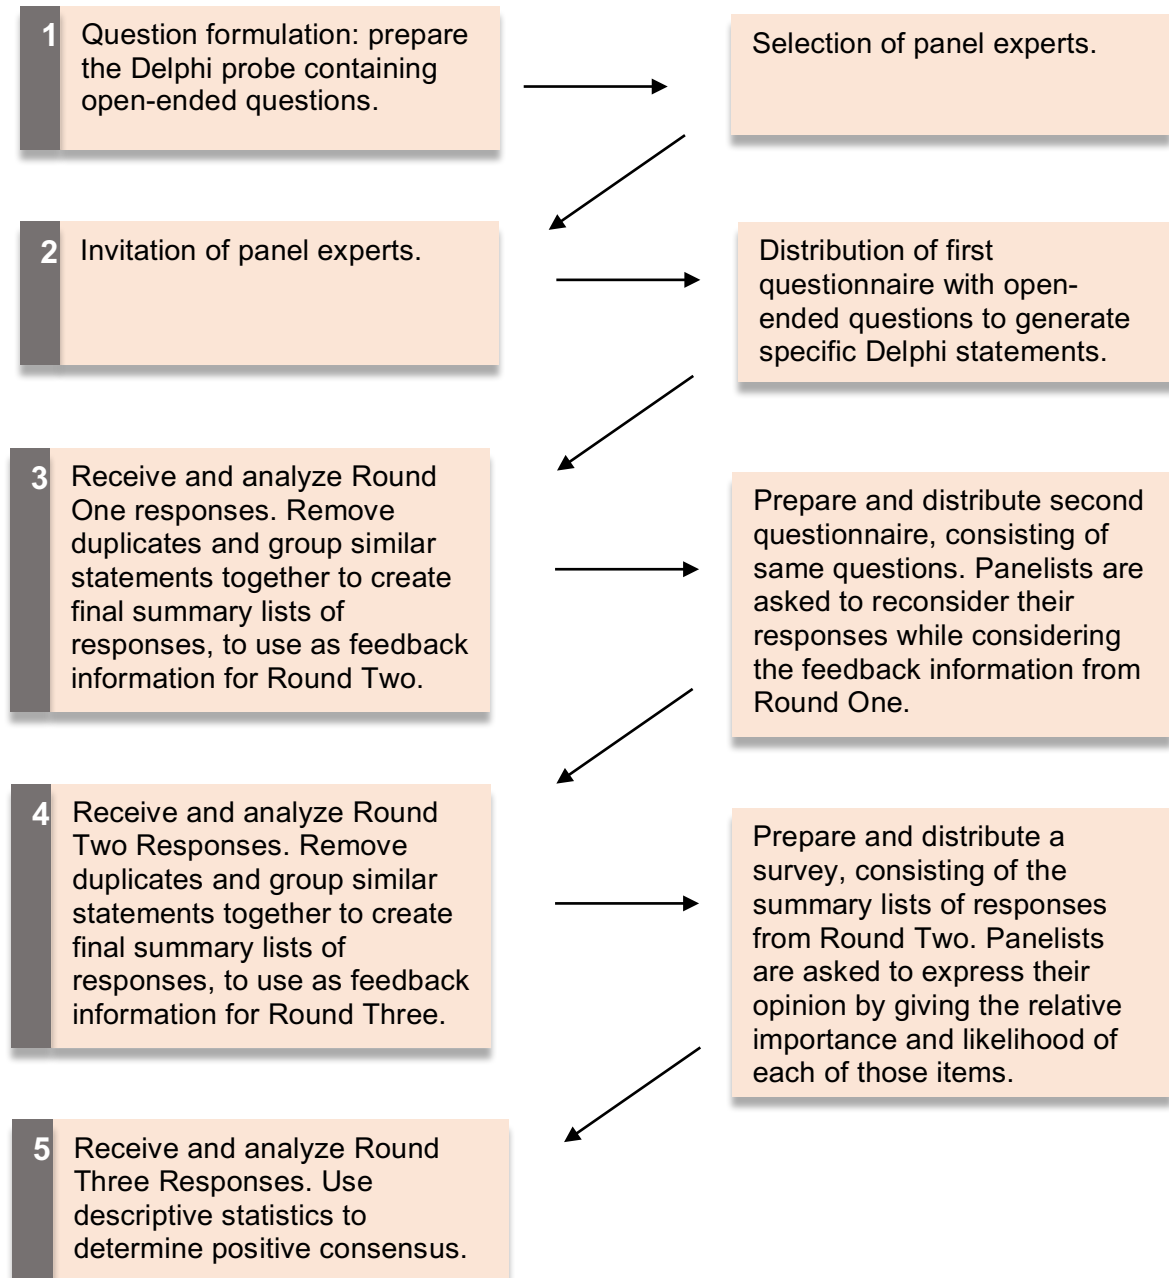 1
Question formulation: prepare
the Delphi probe containing
open-ended questions.
Selection of panel experts.
2
Invitation of panel experts.
Distribution of first
questionnaire with open-
ended questions to generate
specific Delphi statements.
3
Receive and analyze Round
One responses. Remove
duplicates and group similar
statements together to create
final summary lists of
responses, to use as feedback
information for Round Two.
Prepare and distribute second
questionnaire, consisting of
same questions. Panelists are
asked to reconsider their
responses while considering
the feedback information from
Round One.
4
Receive and analyze Round
Two Responses. Remove
duplicates and group similar
statements together to create
final summary lists of
responses, to use as feedback
information for Round Three.
Prepare and distribute a
survey, consisting of the
summary lists of responses
from Round Two. Panelists
are asked to express their
opinion by giving the relative
importance and likelihood of
each of those items.
5
Receive and analyze Round
Three Responses. Use
descriptive statistics to
determine positive consensus.